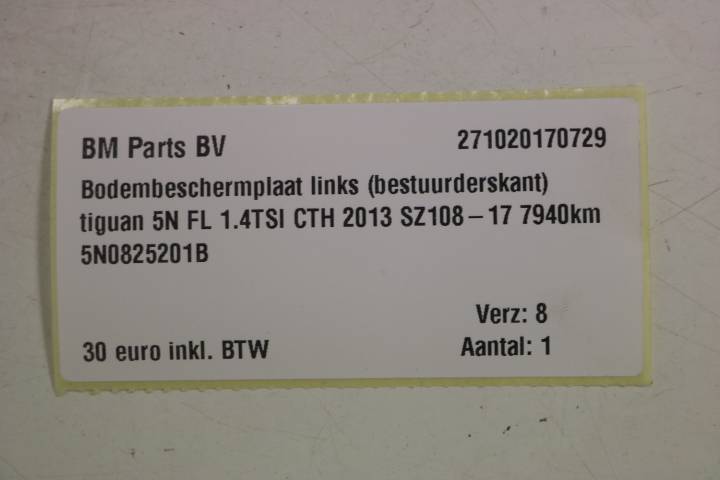 BM Parts BV 271020170729
Bodembeschermplaat links (bestuurderskant)
tiguan 5N FL 1.4TSI CTH 2013 SZ108-17 7940km
5N0825201B
Verz: 8
30 euro inkl. BTW Aantal: 1